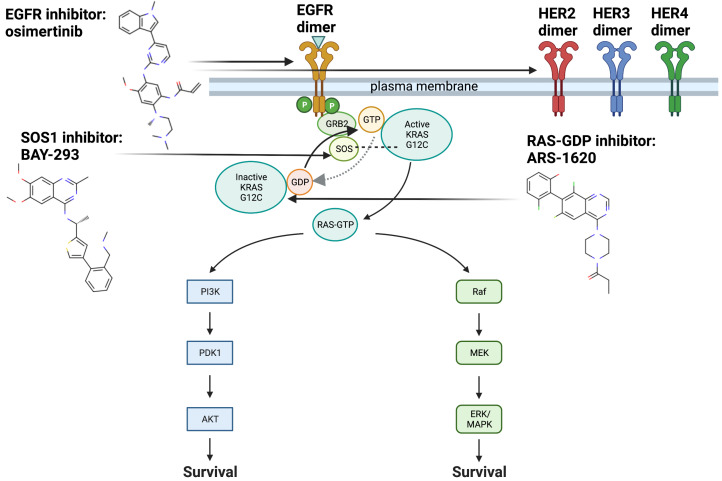 EGFR inhibitor:
osimertinib
EGFR
dimer
HER2
dimer
HER3
dimer
HER4
dimer
plasma membrane
P
P
GRB2
GTP
SOS
Active
KRAS
G12C
SOS1 inhibitor:
BAY-293
RAS-GDP inhibitor:
ARS-1620
Inactive
KRAS
G12C
GDP
RAS-GTP
PI3K
Raf
PDK1
MEK
AKT
ERK/
MAPK
Survival
Survival